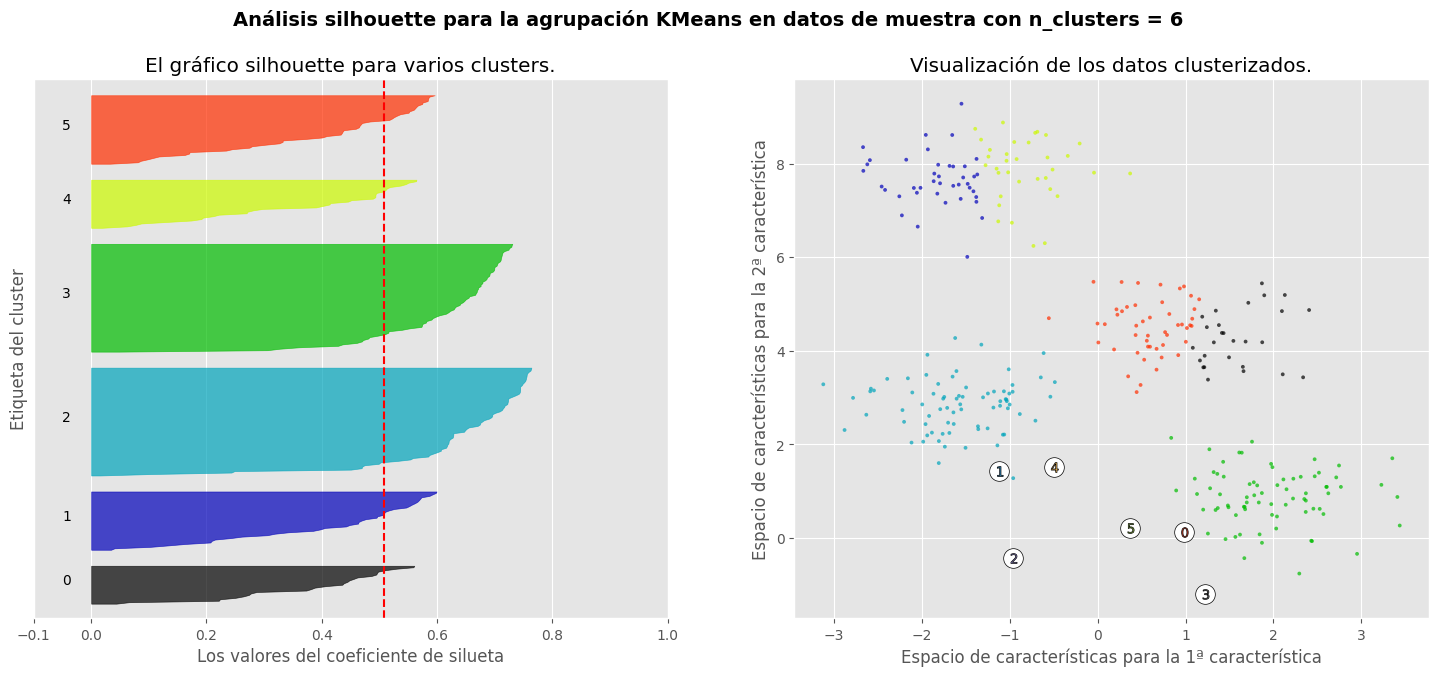 Análisis silhouette para la agrupación KMeans en datos de muestra con n_clusters = 6
El gráfico silhouette para varios clusters.
Etiqueta del cluster
5
4
3
2
1
0
−0.1 0.0 0.2 0.4 0.6 0.8 1.0
Los valores del coeficiente de silueta
Visualización de los datos clusterizados.
Espacio de características para la 2ª característica
8
6
4
2
0
1
4
5
0
2
3
−3 −2 −1 0 1 2 3
Espacio de características para la 1ª característica